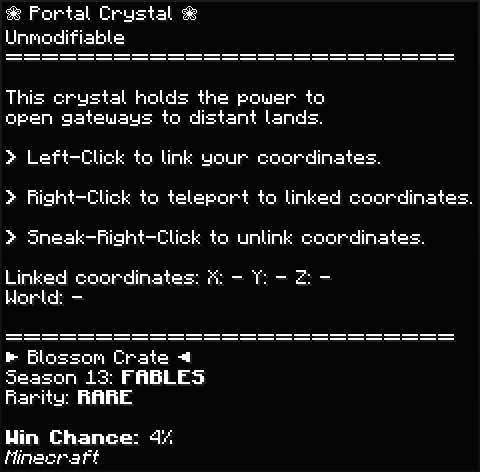 ❀ Portal Crystal ❀
Unmodifiable
============================
This crystal holds the power to
open gateways to distant lands.
> Left-Click to link your coordinates.
> Right-Click to teleport to linked coordinates.
> Sneak-Right-Click to unlink coordinates.
Linked coordinates: X: - Y: - Z: -
World: -
============================
► Blossom Crate ◄
Season 13: FABLES
Rarity: RARE
Win Chance: 4%
Minecraft